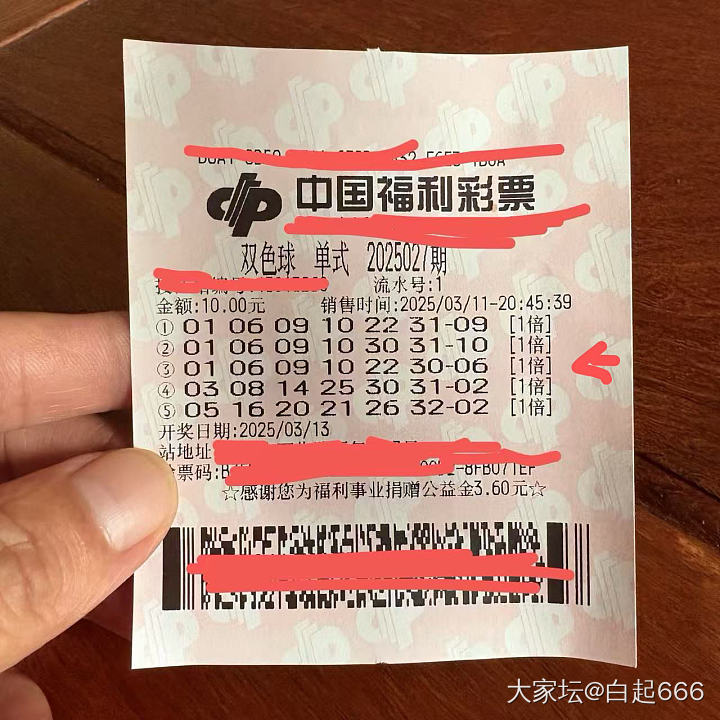 中国福利彩票
双色球 单式 2025027期
流水号:1
金额:10.00元 销售时间:2025/03/11-20:45:39
① 01 06 09 10 22 31-09 [1倍]
② 01 06 09 10 30 31-10 [1倍]
③ 01 06 09 10 22 30-06 [1倍]
④ 03 08 14 25 30 31-02 [1倍]
⑤ 05 16 20 21 26 32-02 [1倍]
开奖日期:2025/03/13
站地址:
票码:
-8FB071EF
☆感谢您为福利事业捐赠公益金3.60元☆
大家坛@白起666